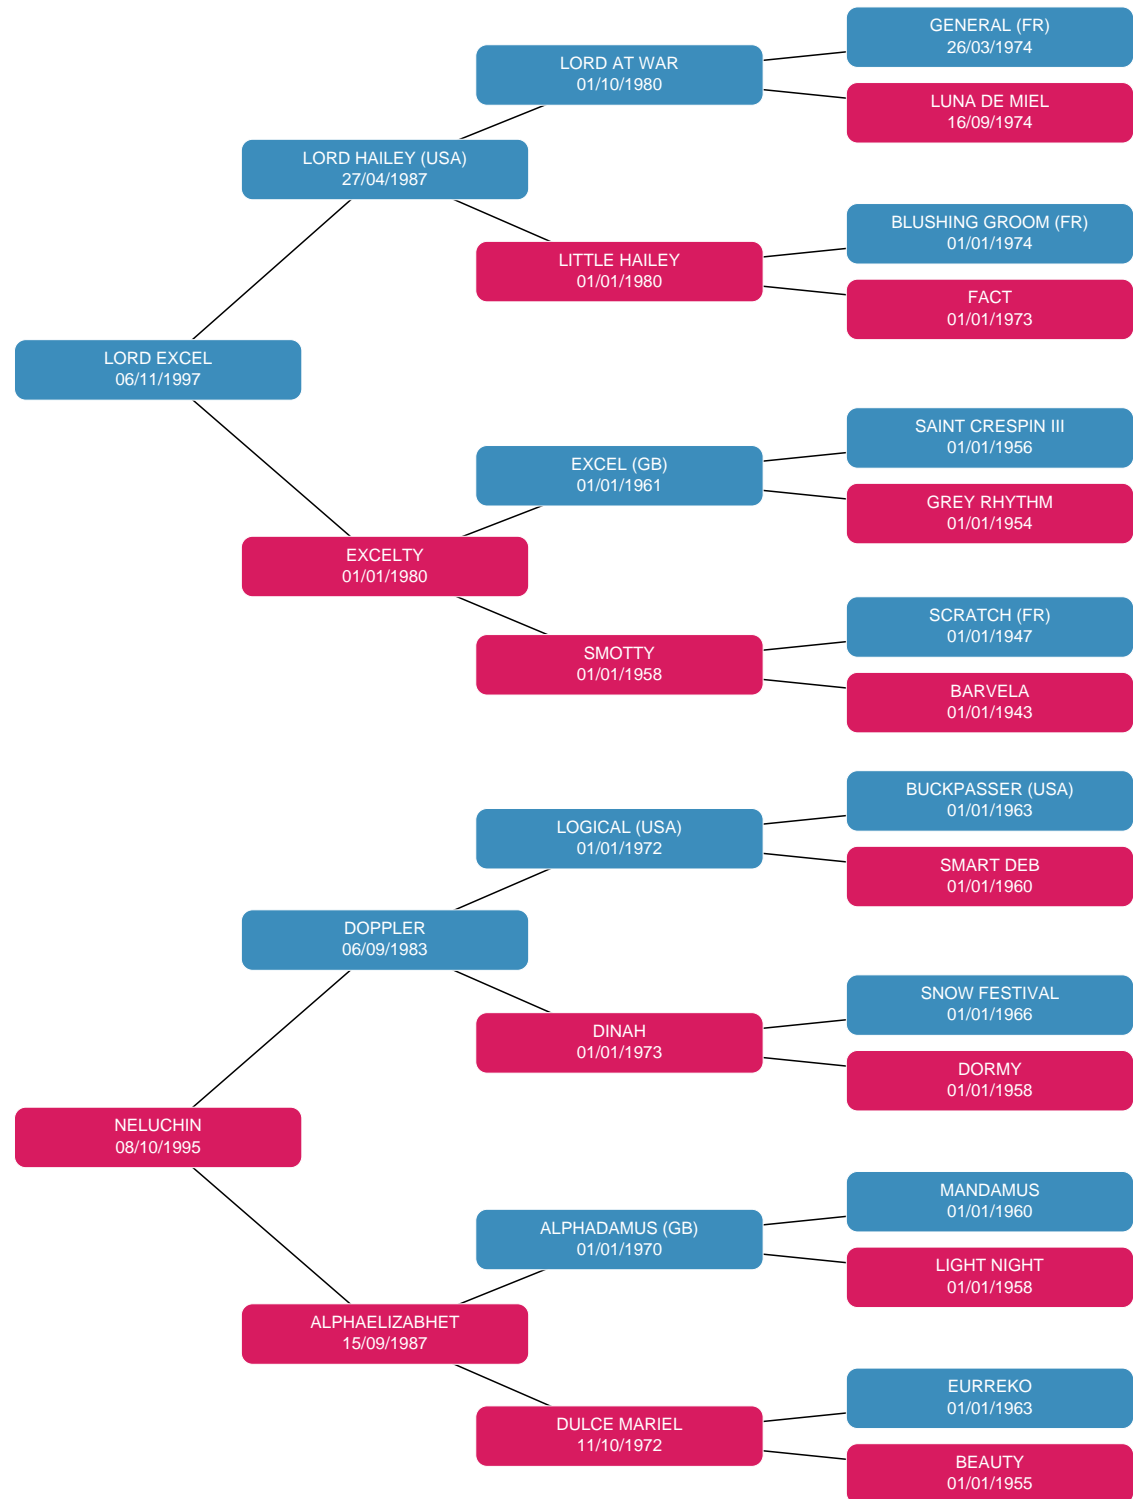 GENERAL (FR)
26/03/1974
LORD AT WAR
01/10/1980
LUNA DE MIEL
16/09/1974
LORD HAILEY (USA)
27/04/1987
BLUSHING GROOM (FR)
01/01/1974
LITTLE HAILEY
01/01/1980
FACT
01/01/1973
LORD EXCEL
06/11/1997
SAINT CRESPIN III
01/01/1956
EXCEL (GB)
01/01/1961
GREY RHYTHM
01/01/1954
EXCELTY
01/01/1980
SCRATCH (FR)
01/01/1947
SMOTTY
01/01/1958
BARVELA
01/01/1943
BUCKPASSER (USA)
01/01/1963
LOGICAL (USA)
01/01/1972
SMART DEB
01/01/1960
DOPPLER
06/09/1983
SNOW FESTIVAL
01/01/1966
DINAH
01/01/1973
DORMY
01/01/1958
NELUCHIN
08/10/1995
MANDAMUS
01/01/1960
ALPHADAMUS (GB)
01/01/1970
LIGHT NIGHT
01/01/1958
ALPHAELIZABHET
15/09/1987
EURREKO
01/01/1963
DULCE MARIEL
11/10/1972
BEAUTY
01/01/1955